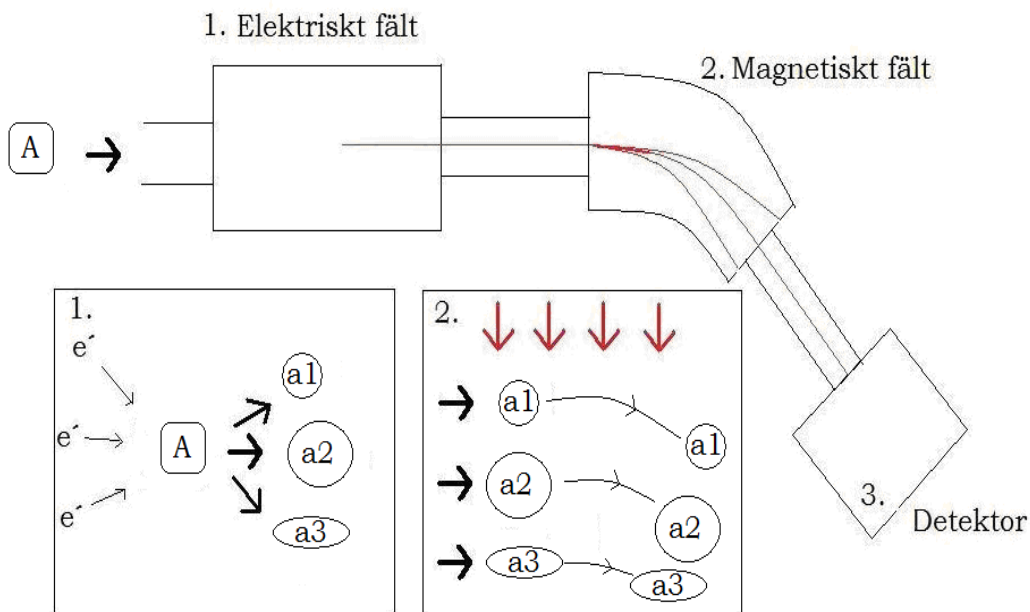 1. Elektriskt fält
2. Magnetiskt fält
A
1.
e´
e´
e´
A
a1
a2
a3
2.
a1
a1
a2
a2
a3
a3
3.
Detektor